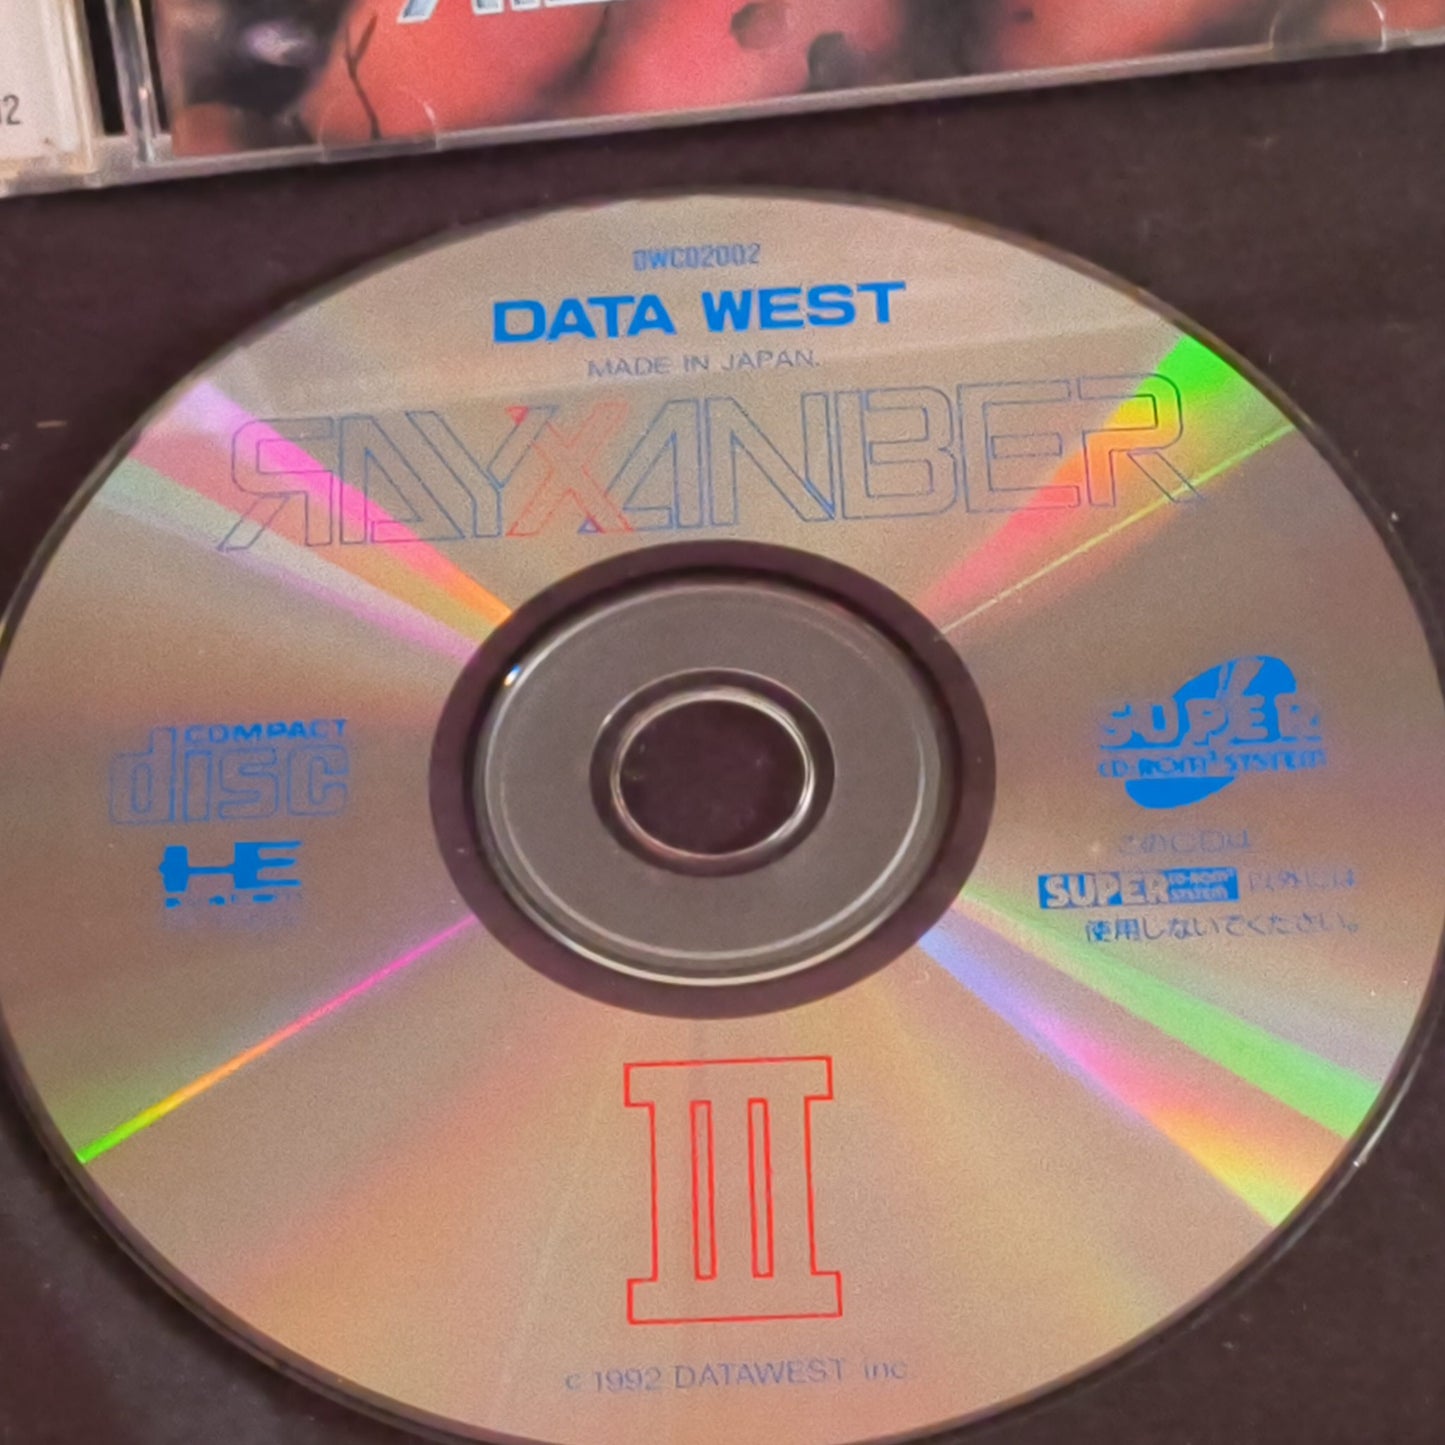 DWCD2002
DATA WEST
MADE IN JAPAN.
RAYXANBER
COMPACT
disc
HE
SUPER
CD-ROM² SYSTEM
このCDは
SUPER CD-ROM² SYSTEM 以外には
使用しないでください。
III
c 1992 DATAWEST inc